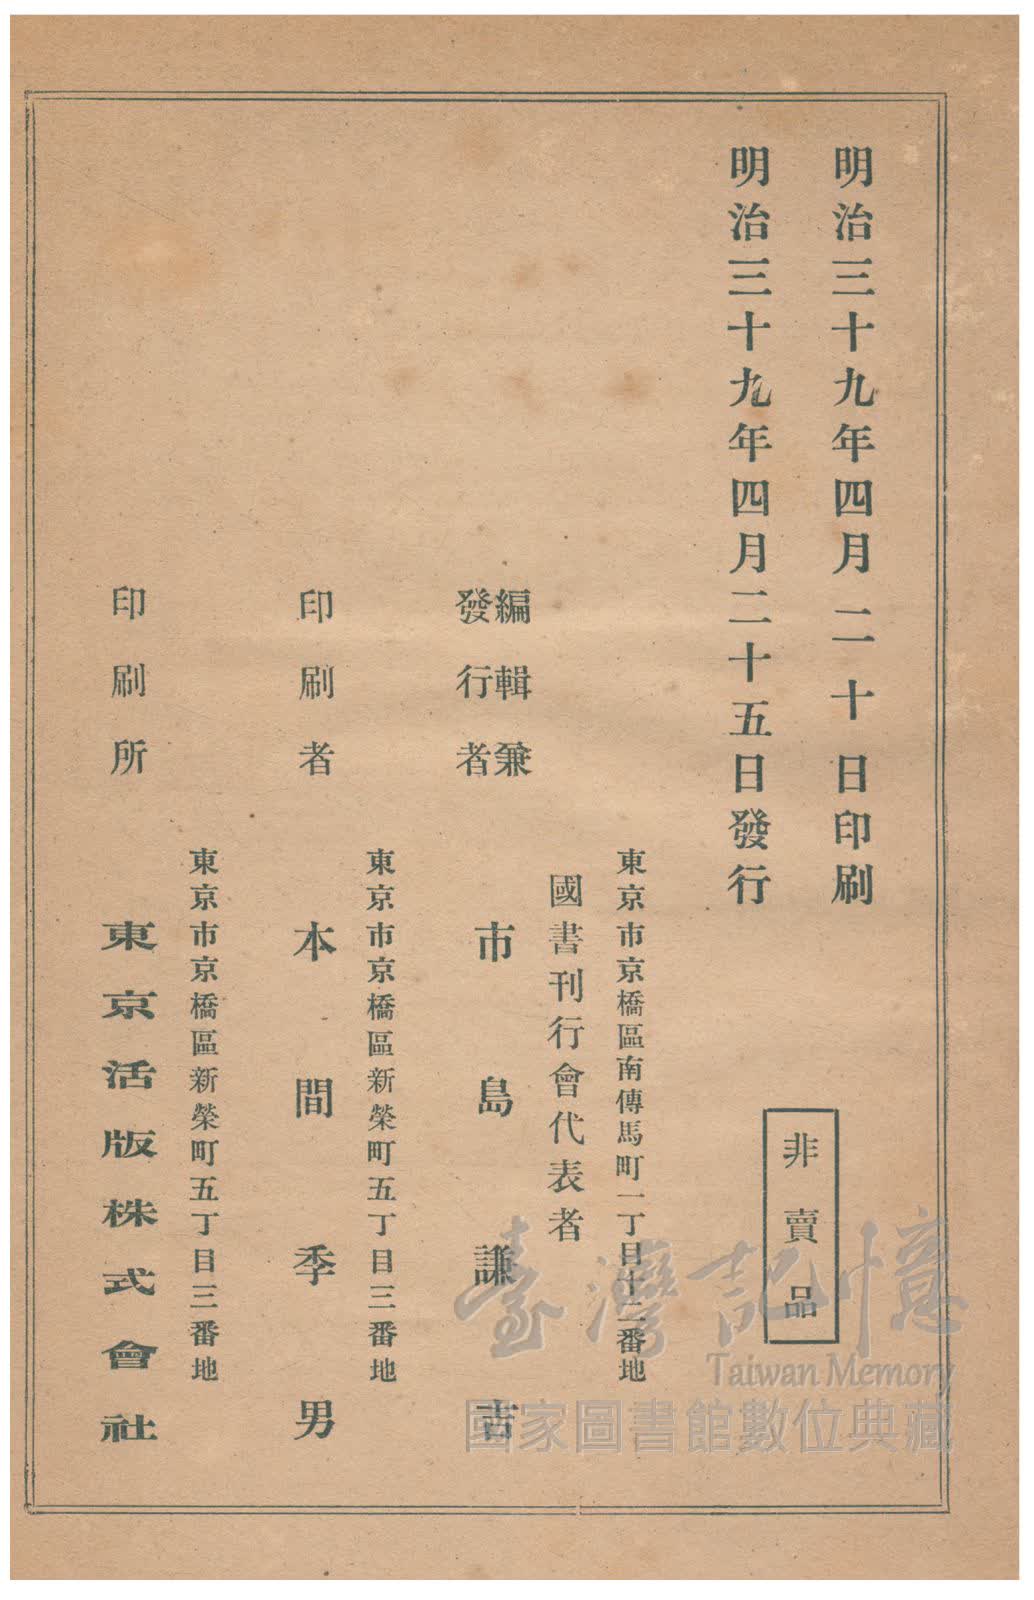 明治三十九年四月二十日印刷
明治三十九年四月二十五日發行
非賣品
東京市京橋區南傳馬町一丁目十二番地
國書刊行會代表者
編輯兼
發行者
市島謙吉
東京市京橋區新榮町五丁目三番地
印刷者
本間季男
東京市京橋區新榮町五丁目三番地
印刷所
東京活版株式會社
臺灣記憶
Taiwan Memory
國家圖書館數位典藏